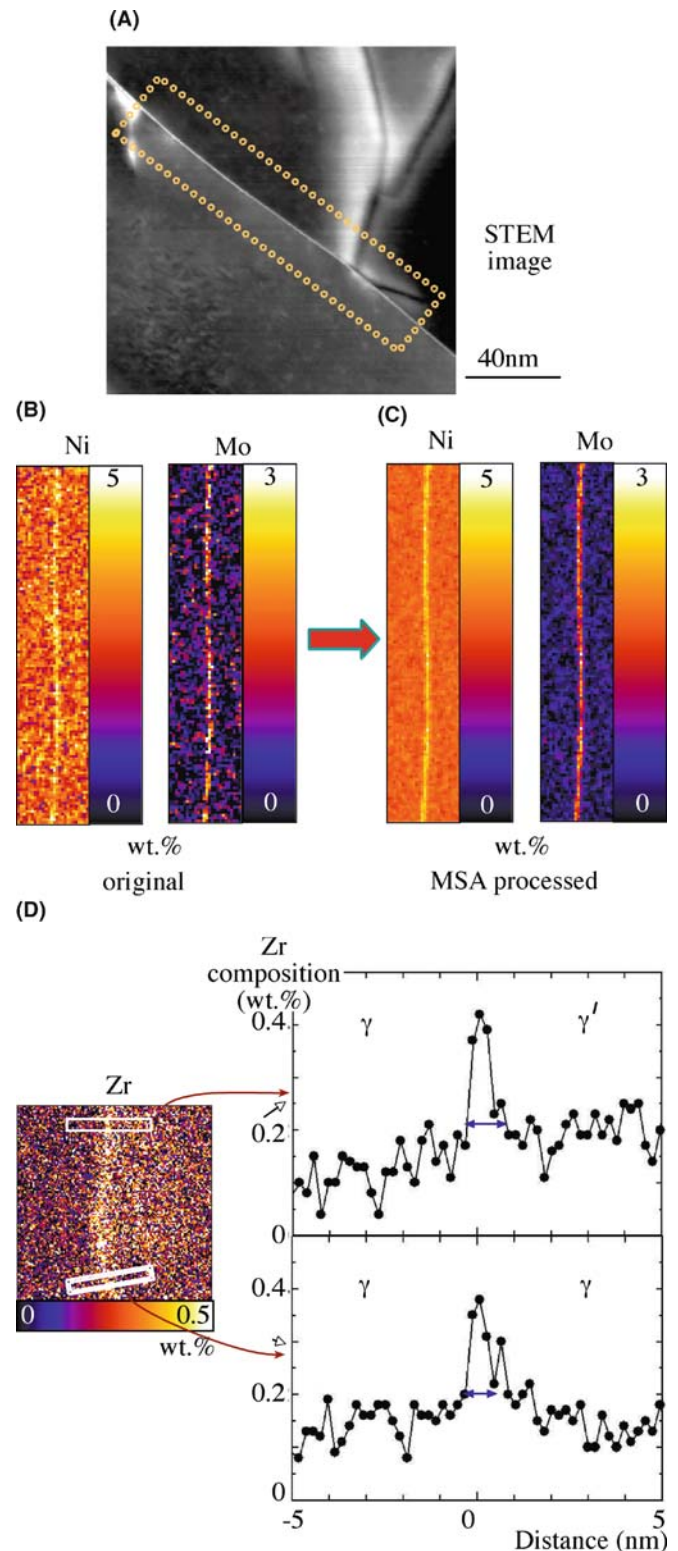 (A)
STEM
image
40nm
(B)
(C)
Ni
Mo
Ni
Mo
5
3
5
3
0
0
0
0
wt.%
wt.%
original
MSA processed
(D)
Zr
composition
(wt.%)
0.4
γ
γ′
Zr
0.2
0
0.4
γ
γ
0
0.5
wt.%
0.2
0
-5
0
5
Distance (nm)